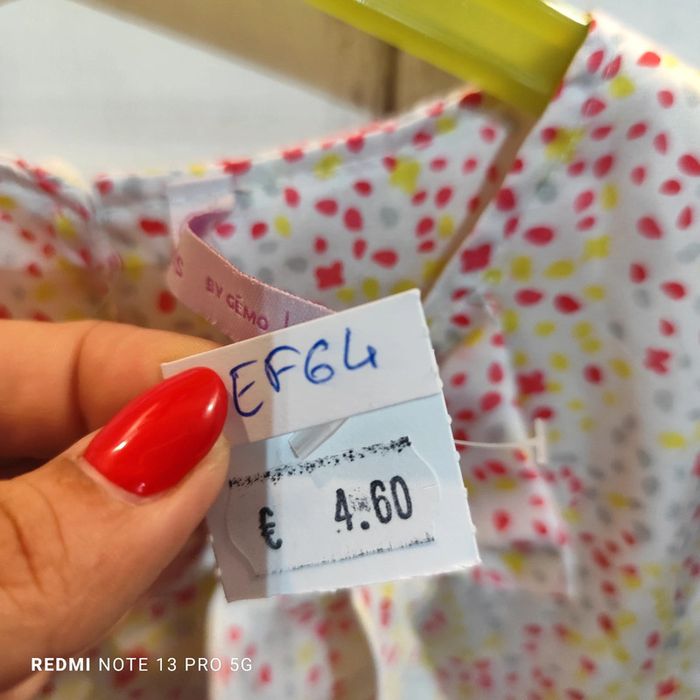 BY GÉMO
EF64
€ 4.60
REDMI NOTE 13 PRO 5G